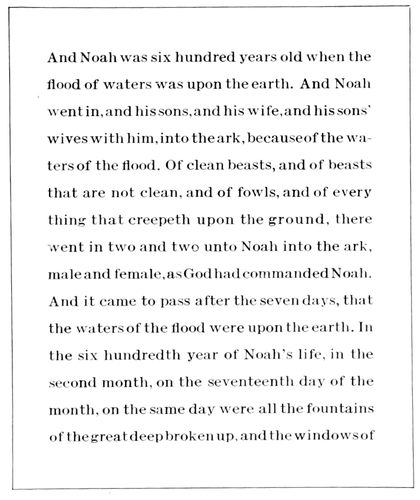 And Noah was six hundred years old when the
flood of waters was upon the earth. And Noah
went in, and his sons, and his wife, and his sons'
wives with him, into the ark, because of the wa-
ters of the flood. Of clean beasts, and of beasts
that are not clean, and of fowls, and of every
thing that creepeth upon the ground, there
went in two and two unto Noah into the ark,
male and female, as God had commanded Noah.
And it came to pass after the seven days, that
the waters of the flood were upon the earth. In
the six hundredth year of Noah's life, in the
second month, on the seventeenth day of the
month, on the same day were all the fountains
of the great deep broken up, and the windows of